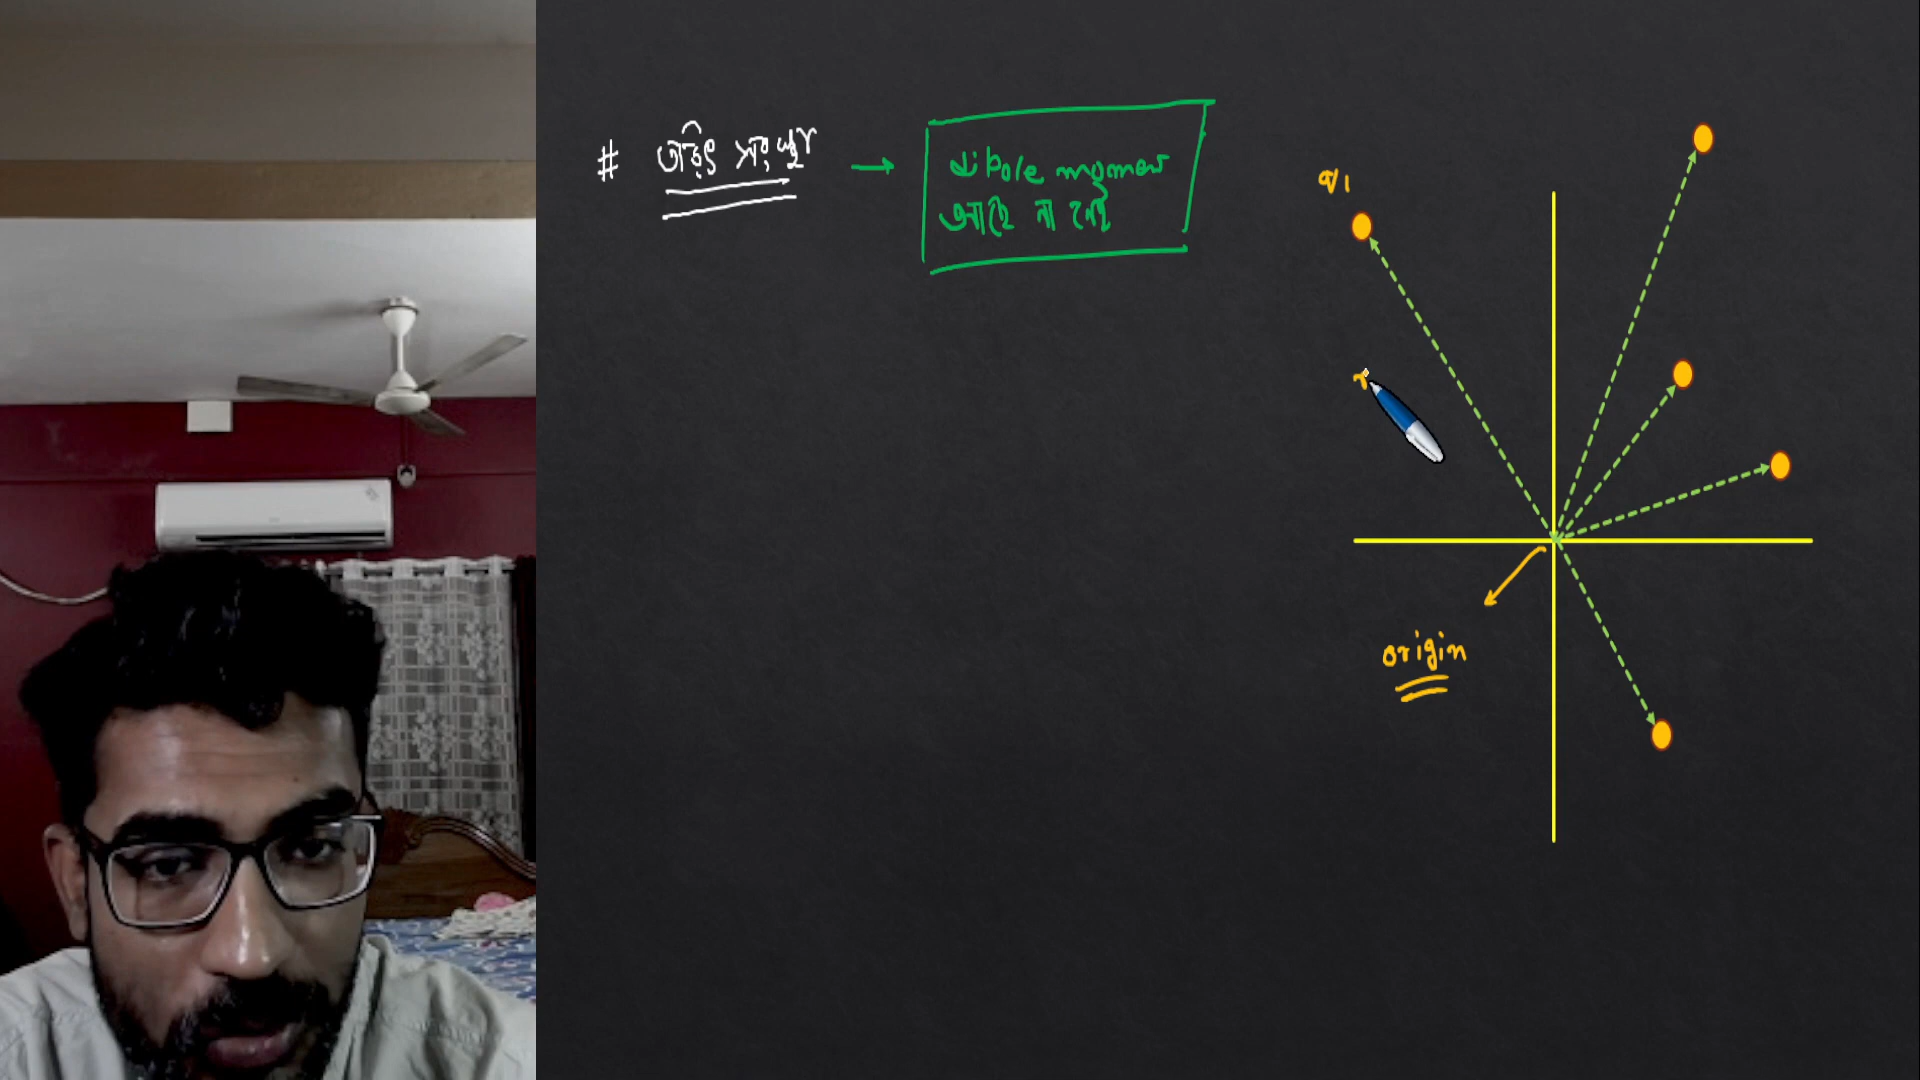 # তড়িৎ
dipole moment
আছে না নেই
q1
r
origin